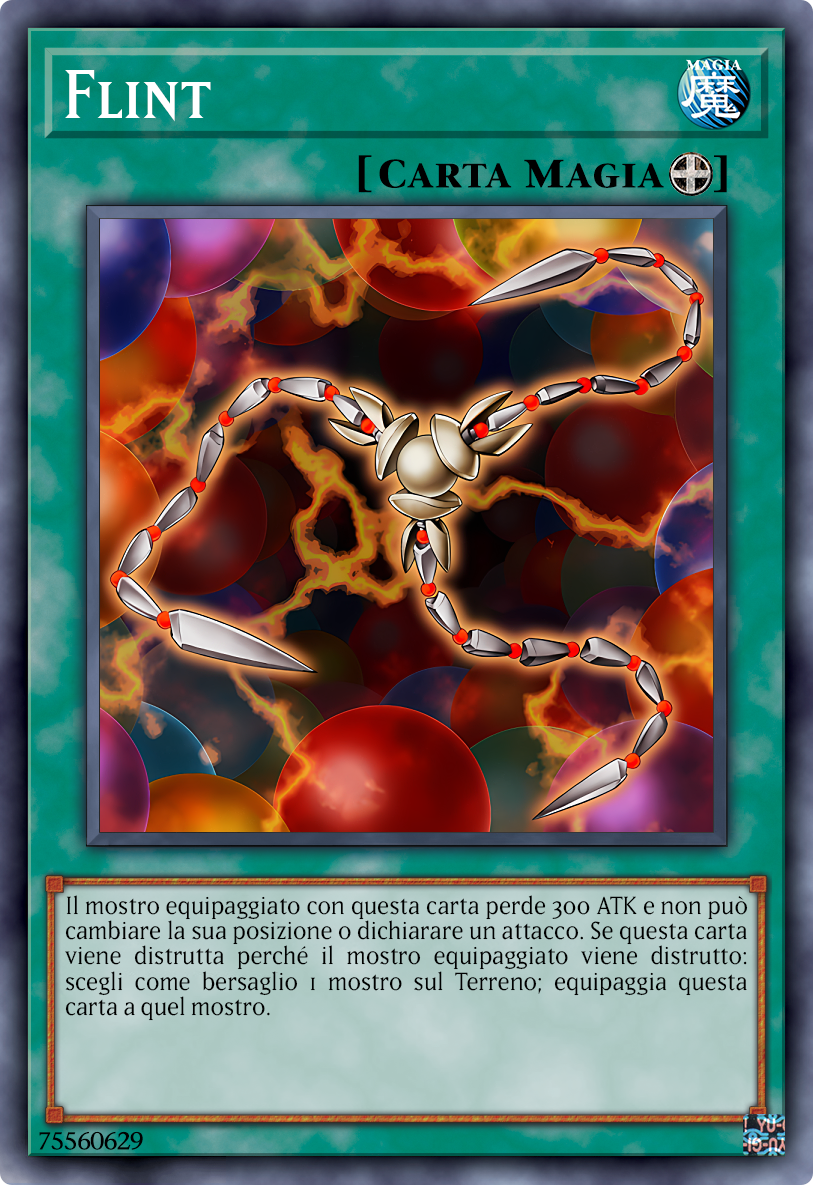 Flint
MAGIA
魔
[Carta Magia]
Il mostro equipaggiato con questa carta perde 300 ATK e non può
cambiare la sua posizione o dichiarare un attacco. Se questa carta
viene distrutta perché il mostro equipaggiato viene distrutto:
scegli come bersaglio 1 mostro sul Terreno; equipaggia questa
carta a quel mostro.
75560629